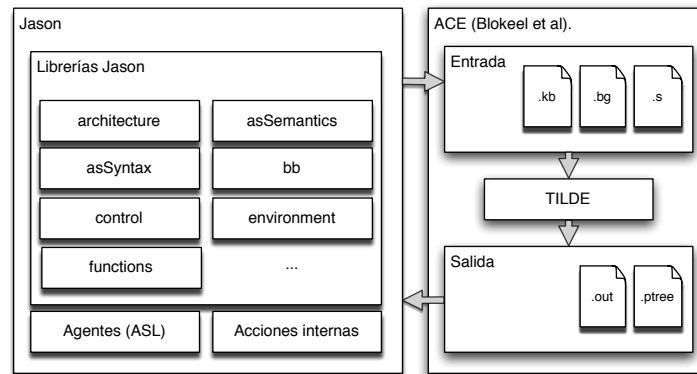 Jason
Librerías Jason
architecture
asSemantics
asSyntax
bb
control
environment
functions
...
Agentes (ASL)
Acciones internas
ACE (Blokeel et al).
Entrada
.kb
.bg
.s
TILDE
Salida
.out
.ptree